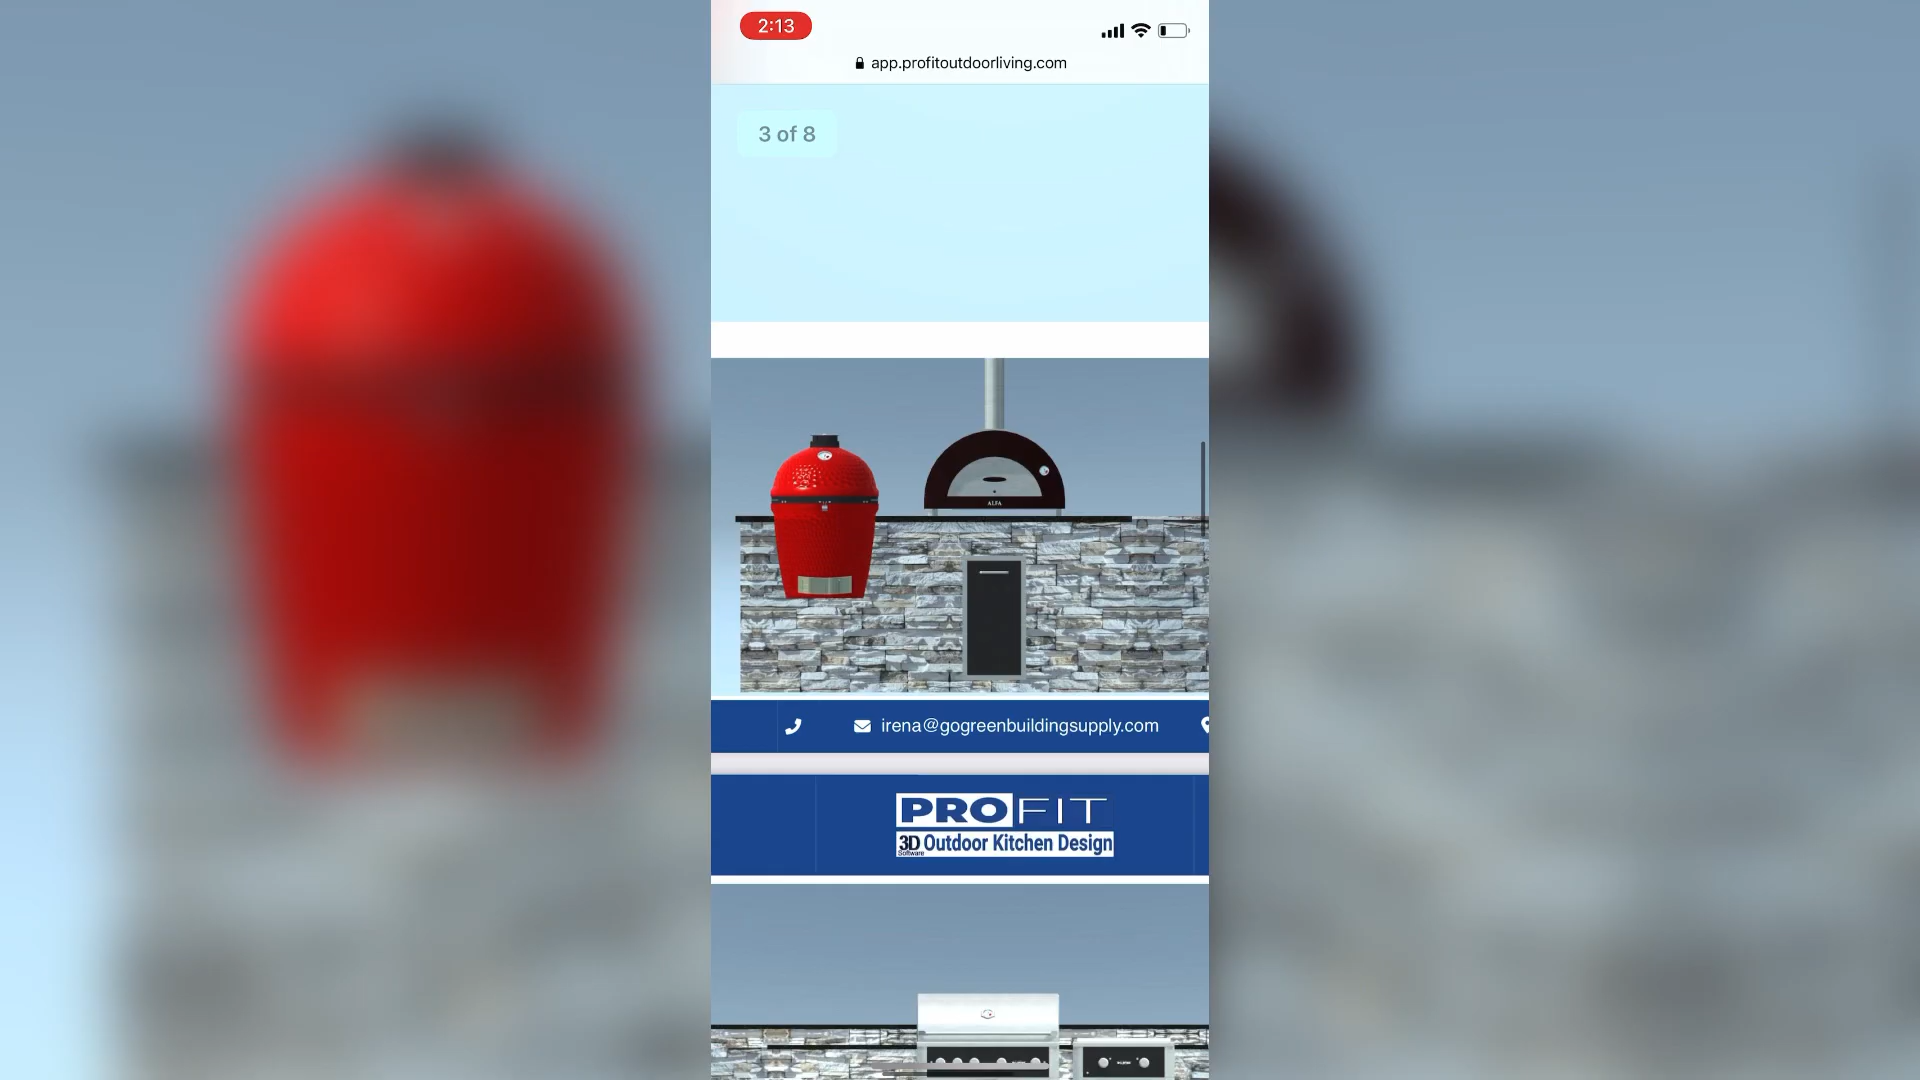 2:13
app.profitoutdoorliving.com
3 of 8
ALFA
irena@gogreenbuildingsupply.com
PROFIT
3D Outdoor Kitchen Design
Software